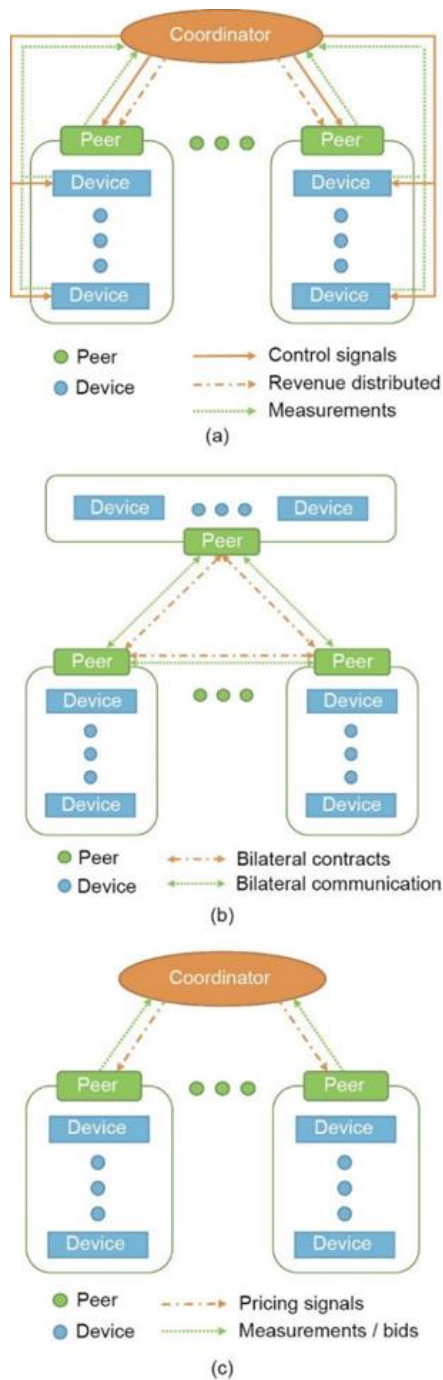 Coordinator
Peer Peer
Device Device
Device Device
Peer Control signals
Device Revenue distributed
Measurements
(a)
Device Device
Peer
Peer Peer
Device Device
Device Device
Peer Bilateral contracts
Device Bilateral communication
(b)
Coordinator
Peer Peer
Device Device
Device Device
Peer Pricing signals
Device Measurements / bids
(c)